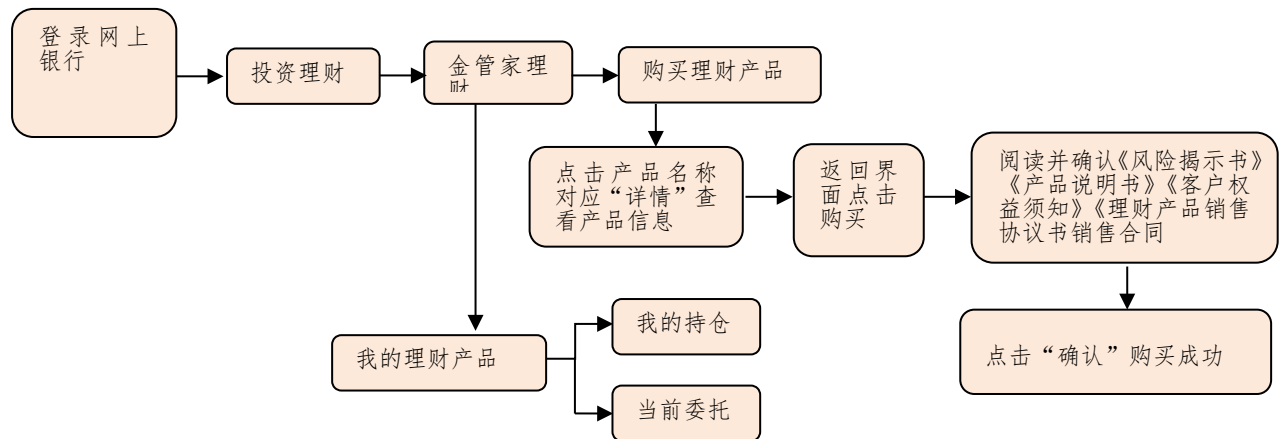 登录网上
银行
投资理财
金管家理
财
购买理财产品
点击产品名称
对应“详情”查
看产品信息
返回界
面点击
购买
阅读并确认《风险揭示书》
《产品说明书》《客户权
益须知》《理财产品销售
协议书销售合同
点击“确认”购买成功
我的理财产品
我的持仓
当前委托